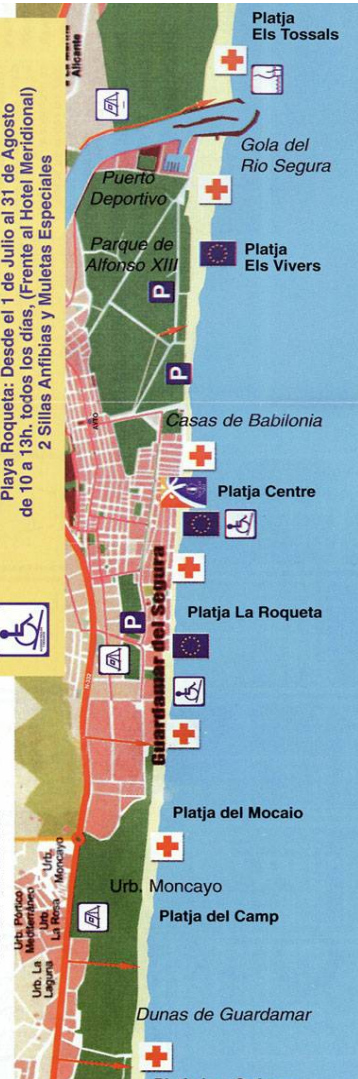 Platja
Els Tossals
La Marina
Alicante
Gola del
Rio Segura
Puerto
Deportivo
Parque de
Alfonso XIII
Platja
Els Vivers
P
P
Playa Roqueta: Desde el 1 de Julio al 31 de Agosto
de 10 a 13h. todos los días, (Frente al Hotel Meridional)
2 Sillas Anfibias y Muletas Especiales
Casas de Babilonia
Platja Centre
Platja La Roqueta
P
Guardamar del Segura
N-332
Platja del Mocaio
Urb. Moncayo
Urb.
Moncayo
Urb.
La Rosa
Urb. Pórtico
Mediterráneo
Urb. La
Laguna
Platja del Camp
Dunas de Guardamar